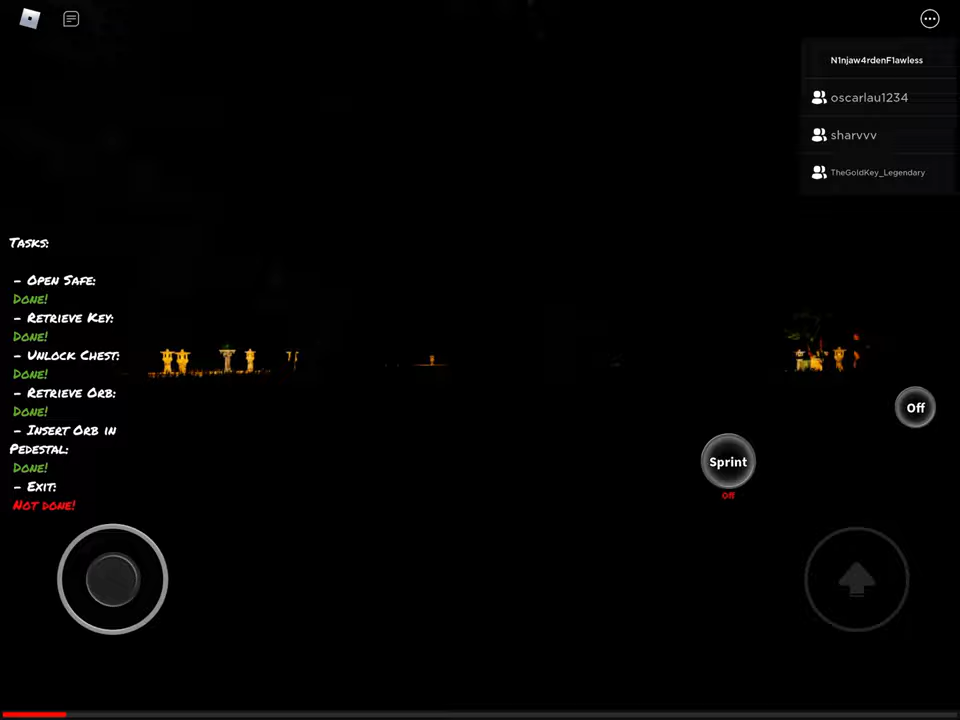 N1njaw4rdenF1awless
oscarlau1234
sharvvv
TheGoldKey_Legendary
Tasks:
- Open Safe:
Done!
- Retrieve Key:
Done!
- Unlock Chest:
Done!
- Retrieve Orb:
Done!
- Insert Orb in
Pedestal:
Done!
- Exit:
Not done!
Off
Sprint
Off